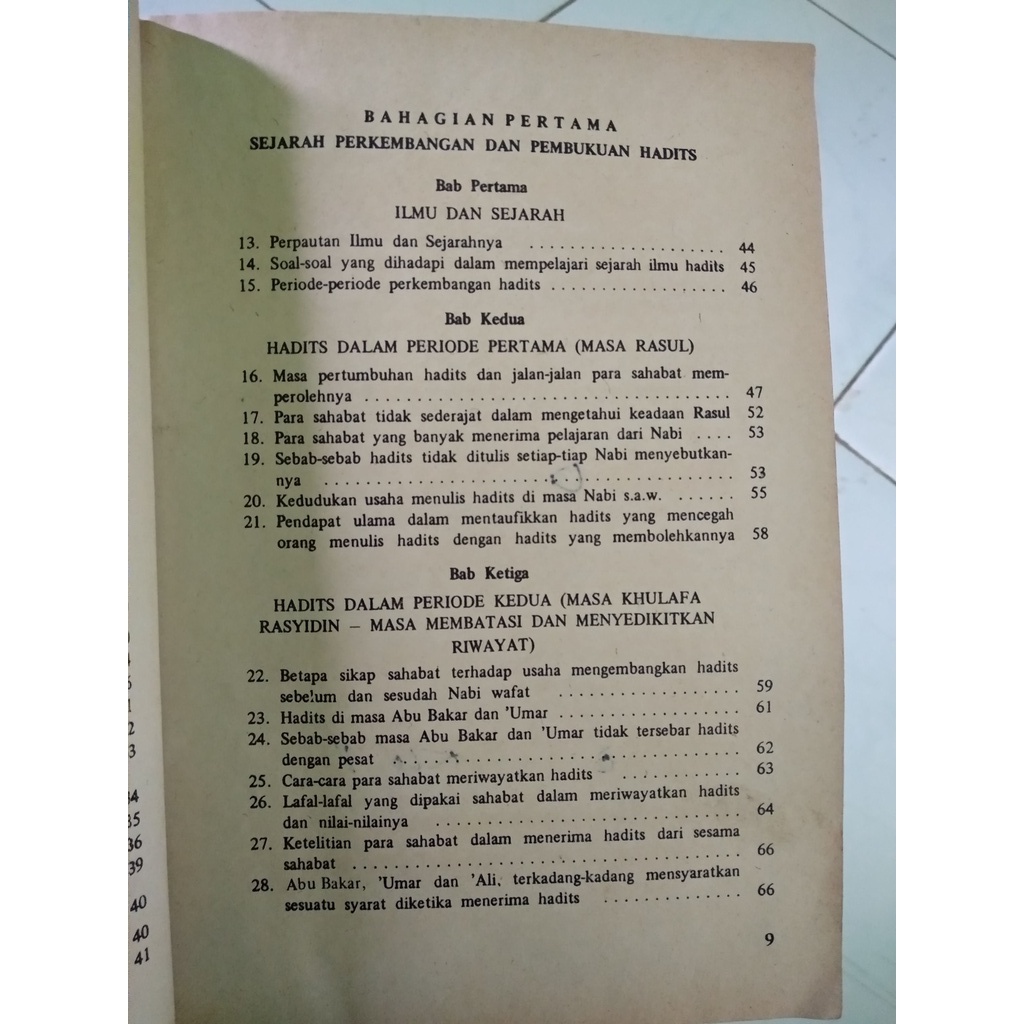 BAHAGIAN PERTAMA
SEJARAH PERKEMBANGAN DAN PEMBUKUAN HADITS
Bab Pertama
ILMU DAN SEJARAH
13. Perpautan Ilmu dan Sejarahnya .................... 44
14. Soal-soal yang dihadapi dalam mempelajari sejarah ilmu hadits 45
15. Periode-periode perkembangan hadits .................. 46
Bab Kedua
HADITS DALAM PERIODE PERTAMA (MASA RASUL)
16. Masa pertumbuhan hadits dan jalan-jalan para sahabat mem-
perolehnya ..................................... 47
17. Para sahabat tidak sederajat dalam mengetahui keadaan Rasul 52
18. Para sahabat yang banyak menerima pelajaran dari Nabi .... 53
19. Sebab-sebab hadits tidak ditulis setiap-tiap Nabi menyebutkan-
nya ......................................... 53
20. Kedudukan usaha menulis hadits di masa Nabi s.a.w. ...... 55
21. Pendapat ulama dalam mentaufikkan hadits yang mencegah
orang menulis hadits dengan hadits yang membolehkannya 58
Bab Ketiga
HADITS DALAM PERIODE KEDUA (MASA KHULAFA
RASYIDIN – MASA MEMBATASI DAN MENYEDIKITKAN
RIWAYAT)
22. Betapa sikap sahabat terhadap usaha mengembangkan hadits
sebelum dan sesudah Nabi wafat .................. 59
23. Hadits di masa Abu Bakar dan 'Umar .................. 61
24. Sebab-sebab masa Abu Bakar dan 'Umar tidak tersebar hadits
dengan pesat ................................... 62
25. Cara-cara para sahabat meriwayatkan hadits ............ 63
26. Lafal-lafal yang dipakai sahabat dalam meriwayatkan hadits
dan nilai-nilainya ............................... 64
27. Ketelitian para sahabat dalam menerima hadits dari sesama
sahabat ....................................... 66
28. Abu Bakar, 'Umar dan 'Ali, terkadang-kadang mensyaratkan
sesuatu syarat diketika menerima hadits .............. 66
9
34
35
36
39
40
40
41